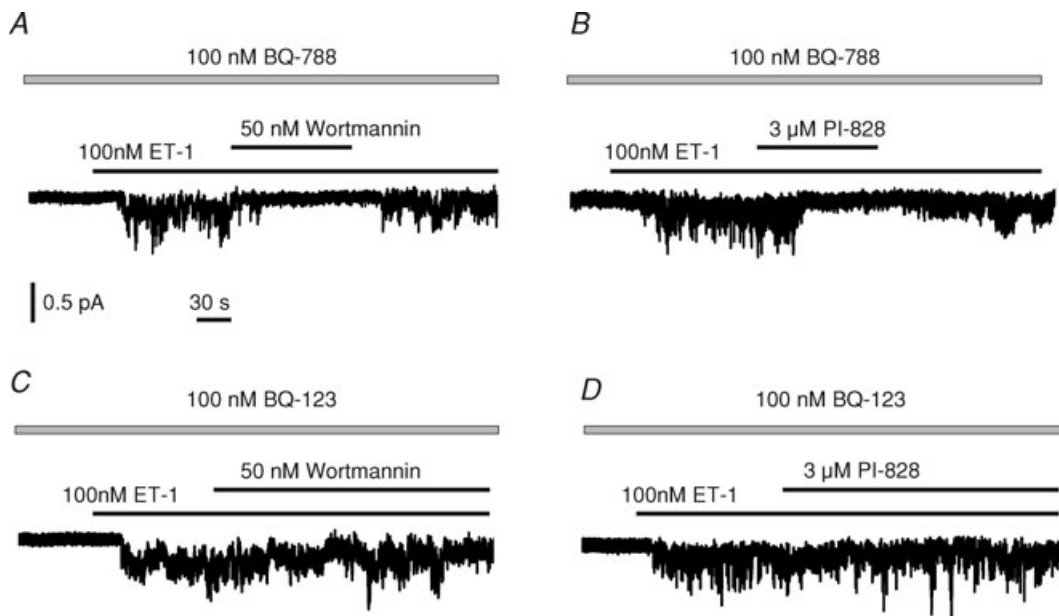 A
B
100 nM BQ-788
100 nM BQ-788
50 nM Wortmannin
3 µM PI-828
100nM ET-1
100nM ET-1
0.5 pA
30 s
C
D
100 nM BQ-123
100 nM BQ-123
50 nM Wortmannin
3 µM PI-828
100nM ET-1
100nM ET-1